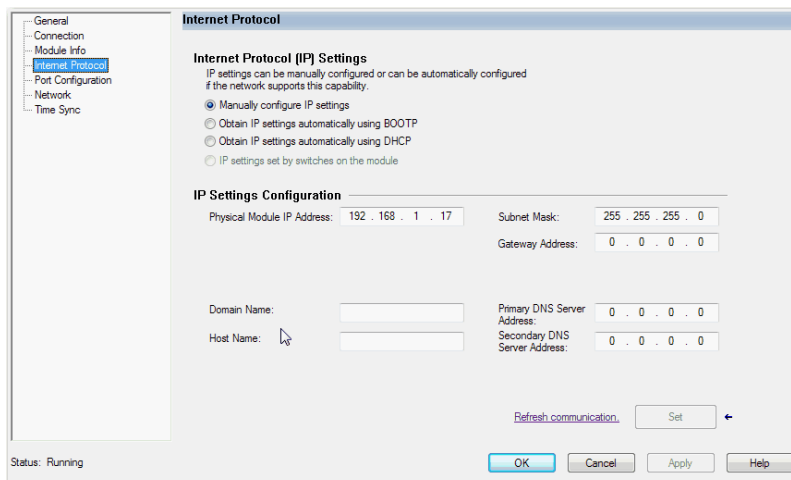 General
Connection
Module Info
Internet Protocol
Port Configuration
Network
Time Sync
Internet Protocol
Internet Protocol (IP) Settings
IP settings can be manually configured or can be automatically configured
if the network supports this capability.
Manually configure IP settings
Obtain IP settings automatically using BOOTP
Obtain IP settings automatically using DHCP
IP settings set by switches on the module
IP Settings Configuration
Physical Module IP Address: 192 . 168 . 1 . 17 Subnet Mask: 255 . 255 . 255 . 0
Gateway Address: 0 . 0 . 0 . 0
Domain Name: Primary DNS Server
Address: 0 . 0 . 0 . 0
Host Name: Secondary DNS
Server Address: 0 . 0 . 0 . 0
Refresh communication. Set
Status: Running OK Cancel Apply Help